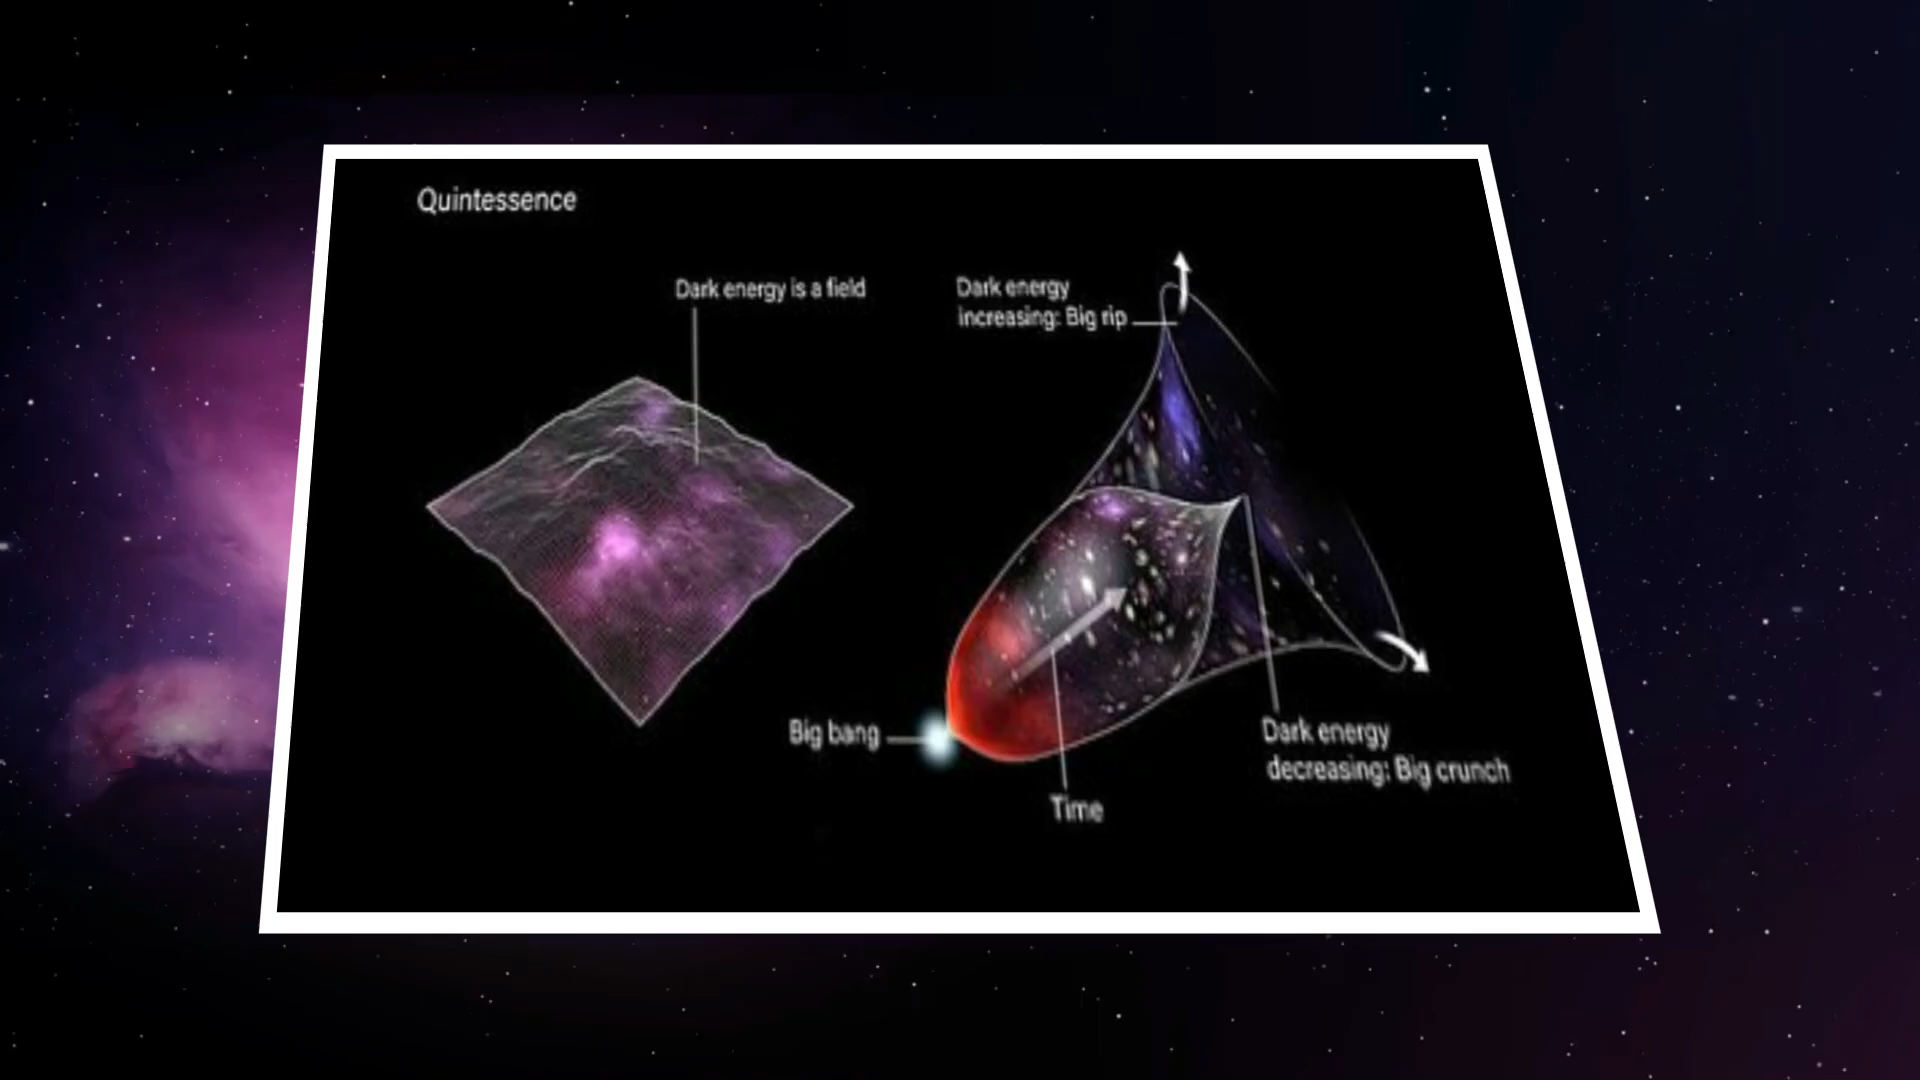 Quintessence
Dark energy is a field
Dark energy
increasing: Big rip
Big bang
Time
Dark energy
decreasing: Big crunch